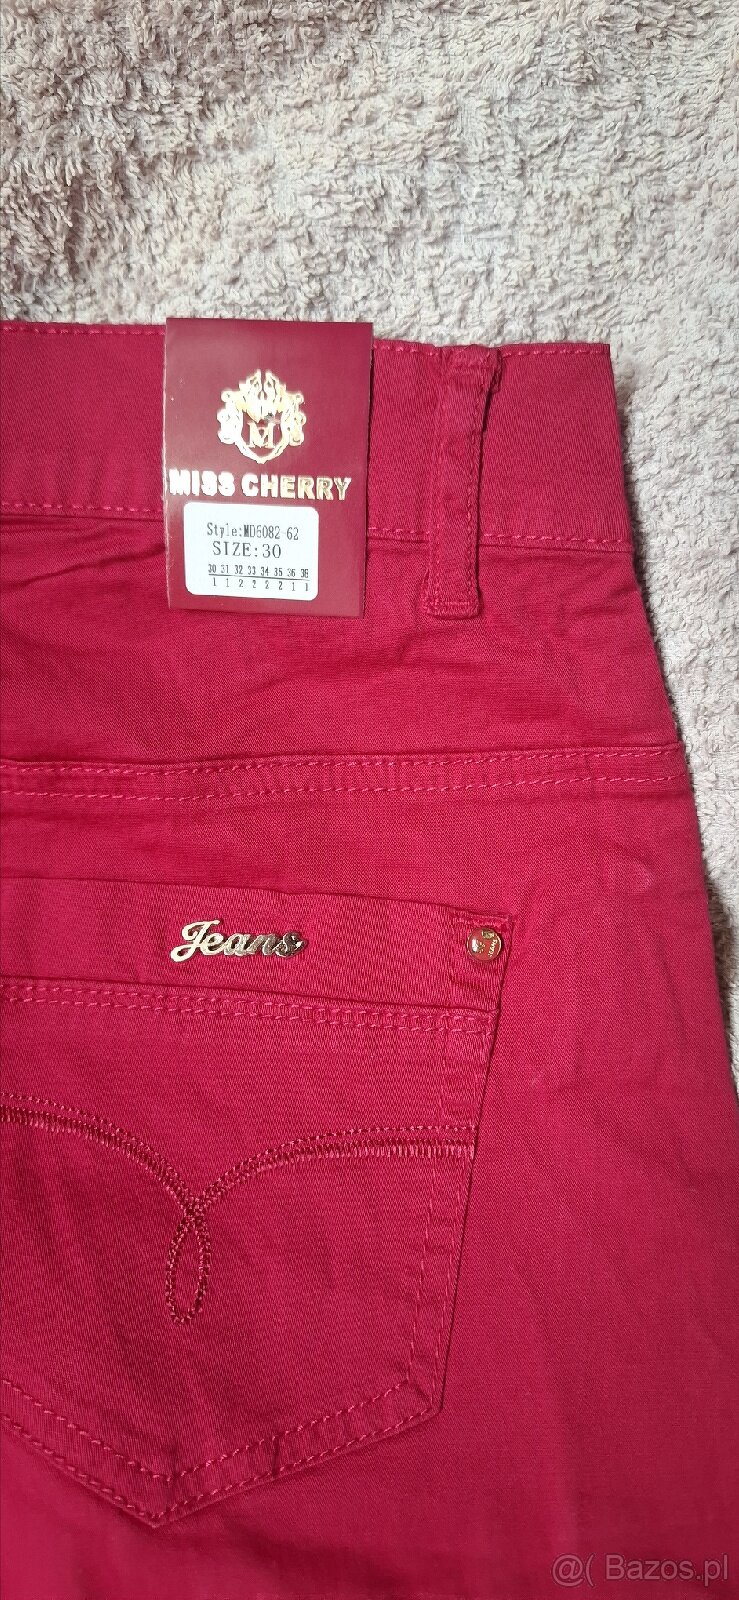 M
MISS CHERRY
Style:MD6082-62
SIZE:30
30 31 32 33 34 35 36 38
1 1 2 2 2 2 1 1
Jeans
@( Bazos.pl